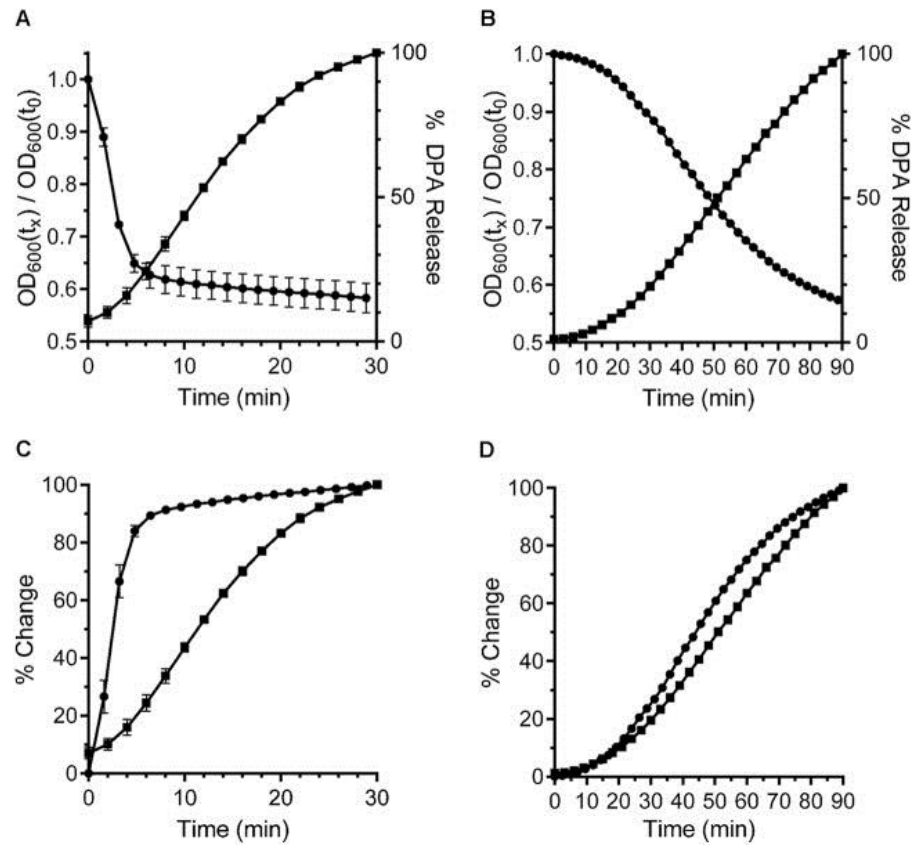 A
OD600(tx) / OD600(t0)
1.0
0.9
0.8
0.7
0.6
0.5
100
50
0
% DPA Release
0 10 20 30
Time (min)
B
OD600(tx) / OD600(t0)
1.0
0.9
0.8
0.7
0.6
0.5
100
50
0
% DPA Release
0 10 20 30 40 50 60 70 80 90
Time (min)
C
% Change
100
80
60
40
20
0
0 10 20 30
Time (min)
D
% Change
100
80
60
40
20
0
0 10 20 30 40 50 60 70 80 90
Time (min)